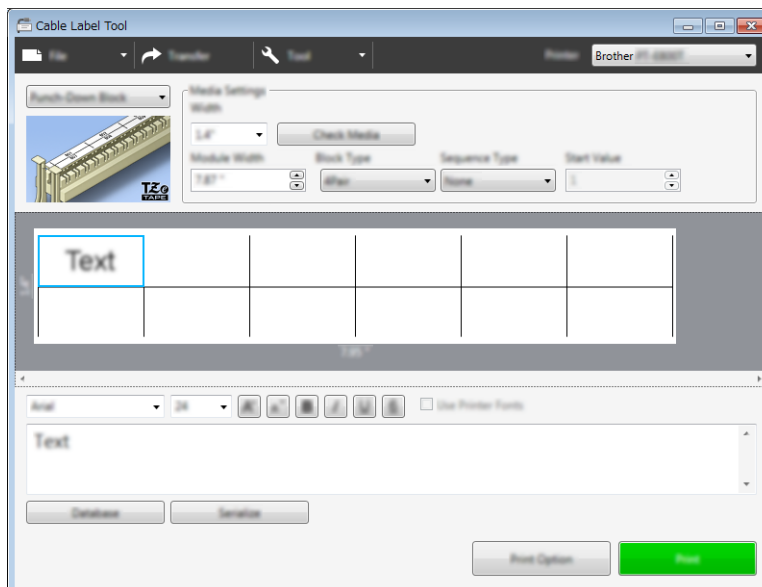 Cable Label Tool
File Transfer Tool Printer Brother
Punch-Down Block
Media Settings
Width
1.4" Check Media
Module Width Block Type Sequence Type Start Value
7.87 " 4Pair None 1
TZe
TAPE
Text
Arial 24 Use Printer Fonts
Text
Database Serialize
Print Option Print